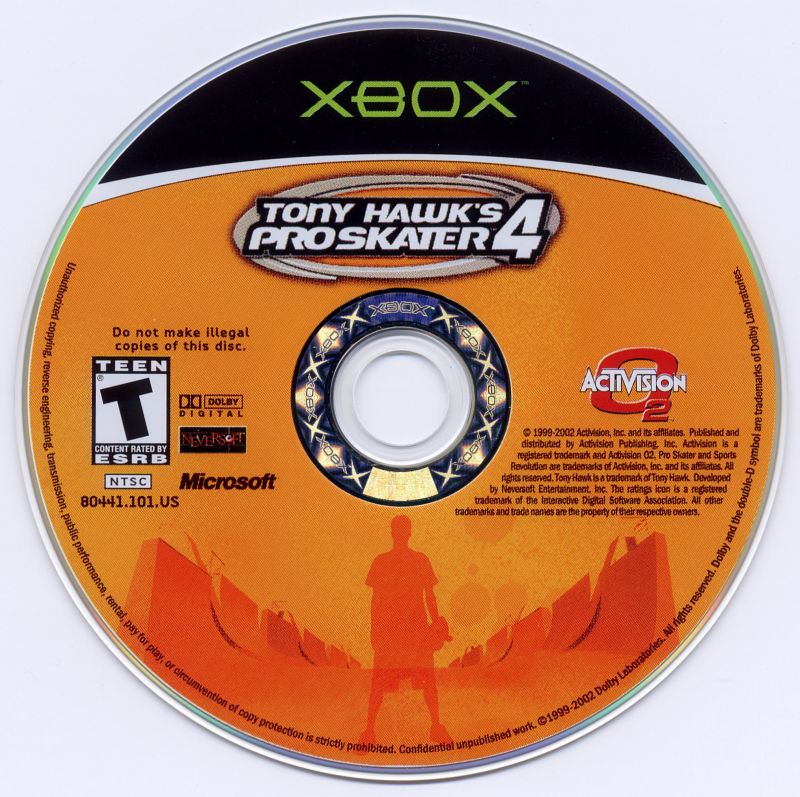 XBOX™
TONY HAWK'S
PRO SKATER 4
XBOX
Do not make illegal
copies of this disc.
TEEN
T
®
CONTENT RATED BY
ESRB
DOLBY
DIGITAL
NEVERSOFT
NTSC
Microsoft
80441.101.US
ACTIVISION
O2
© 1999-2002 Activision, Inc. and its affiliates. Published and
distributed by Activision Publishing, Inc. Activision is a
registered trademark and Activision O2, Pro Skater and Sports
Revolution are trademarks of Activision, Inc. and its affiliates. All
rights reserved. Tony Hawk is a trademark of Tony Hawk. Developed
by Neversoft Entertainment, Inc. The ratings icon is a registered
trademark of the Interactive Digital Software Association. All other
trademarks and trade names are the property of their respective owners.
Unauthorized copying, reverse engineering, transmission, public performance, rental, pay for play, or circumvention of copy protection is strictly prohibited. Confidential unpublished work. ©1999-2002 Dolby Laboratories. All rights reserved. Dolby and the double-D symbol are trademarks of Dolby Laboratories.